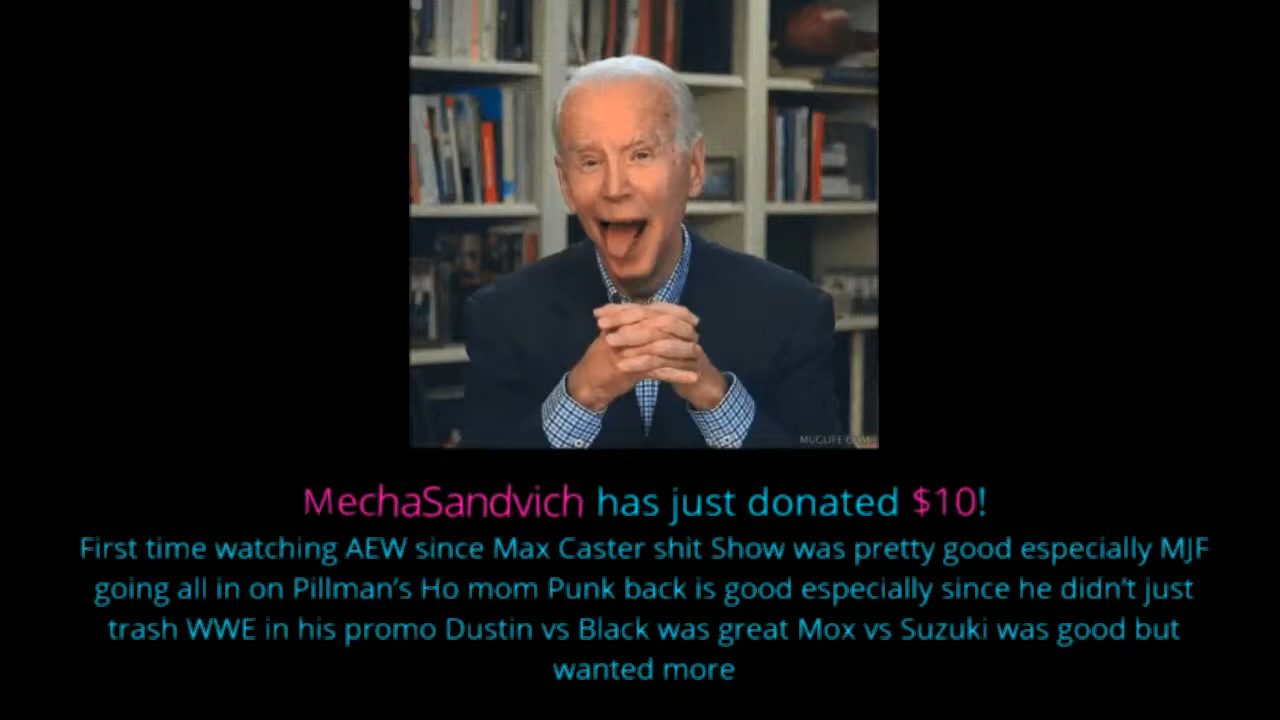 MUGLIFE.COM
MechaSandvich has just donated $10!
First time watching AEW since Max Caster shit Show was pretty good especially MJF
going all in on Pillman’s Ho mom Punk back is good especially since he didn’t just
trash WWE in his promo Dustin vs Black was great Mox vs Suzuki was good but
wanted more